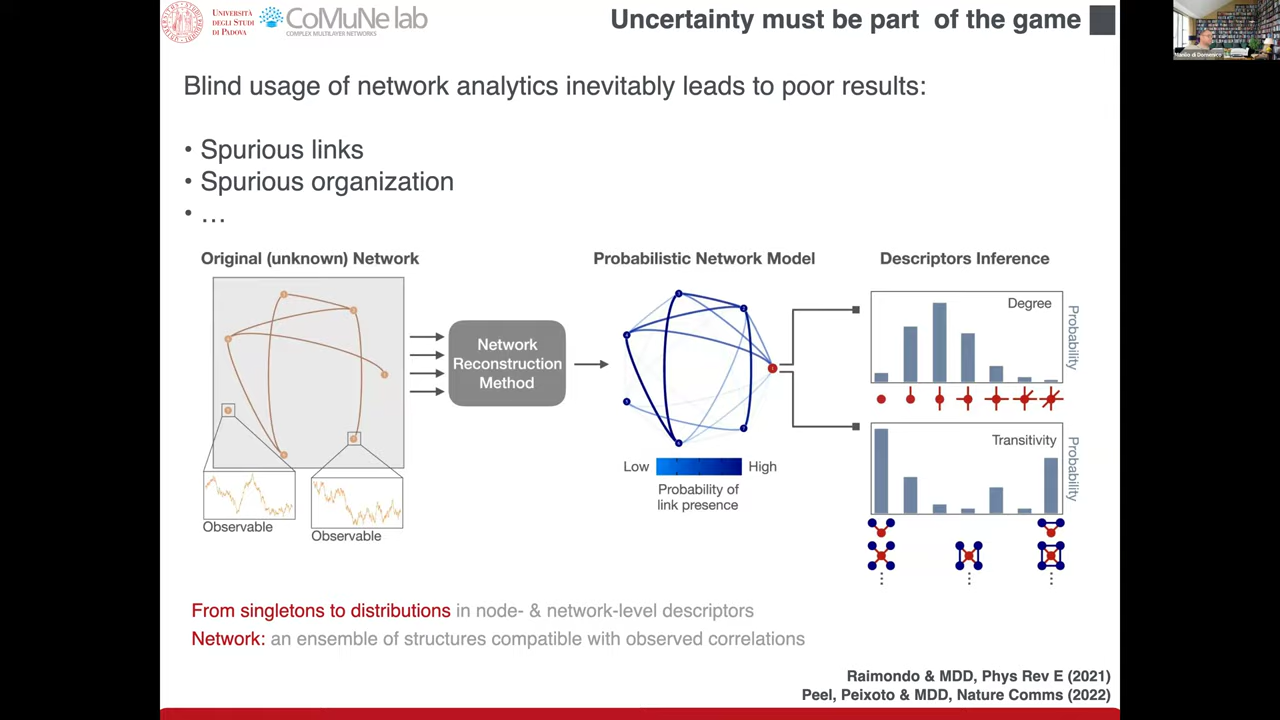 UNIVERSITÀ
DEGLI STUDI
DI PADOVA
CoMuNe lab
COMPLEX MULTILAYER NETWORKS
Uncertainty must be part of the game
Blind usage of network analytics inevitably leads to poor results:
• Spurious links
• Spurious organization
• …
Original (unknown) Network
Probabilistic Network Model
Descriptors Inference
Network
Reconstruction
Method
Degree
Probability
Transitivity
Probability
Low
High
Probability of
link presence
Observable
Observable
From singletons to distributions in node- & network-level descriptors
Network: an ensemble of structures compatible with observed correlations
Raimondo & MDD, Phys Rev E (2021)
Peel, Peixoto & MDD, Nature Comms (2022)